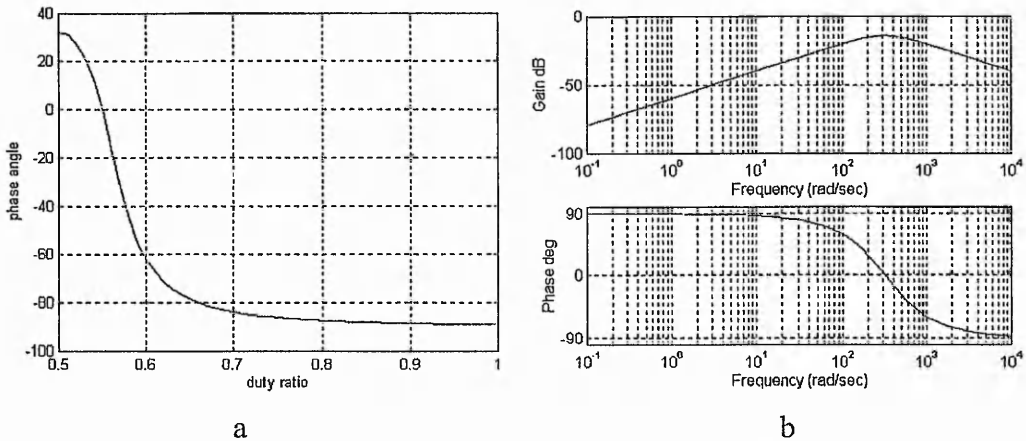 40
20
0
-20
-40
-60
-80
-100
phase angle
0.5 0.6 0.7 0.8 0.9 1
duty ratio
a
0
-50
-100
Gain dB
10^-1 10^0 10^1 10^2 10^3 10^4
Frequency (rad/sec)
90
0
-90
Phase deg
10^-1 10^0 10^1 10^2 10^3 10^4
Frequency (rad/sec)
b